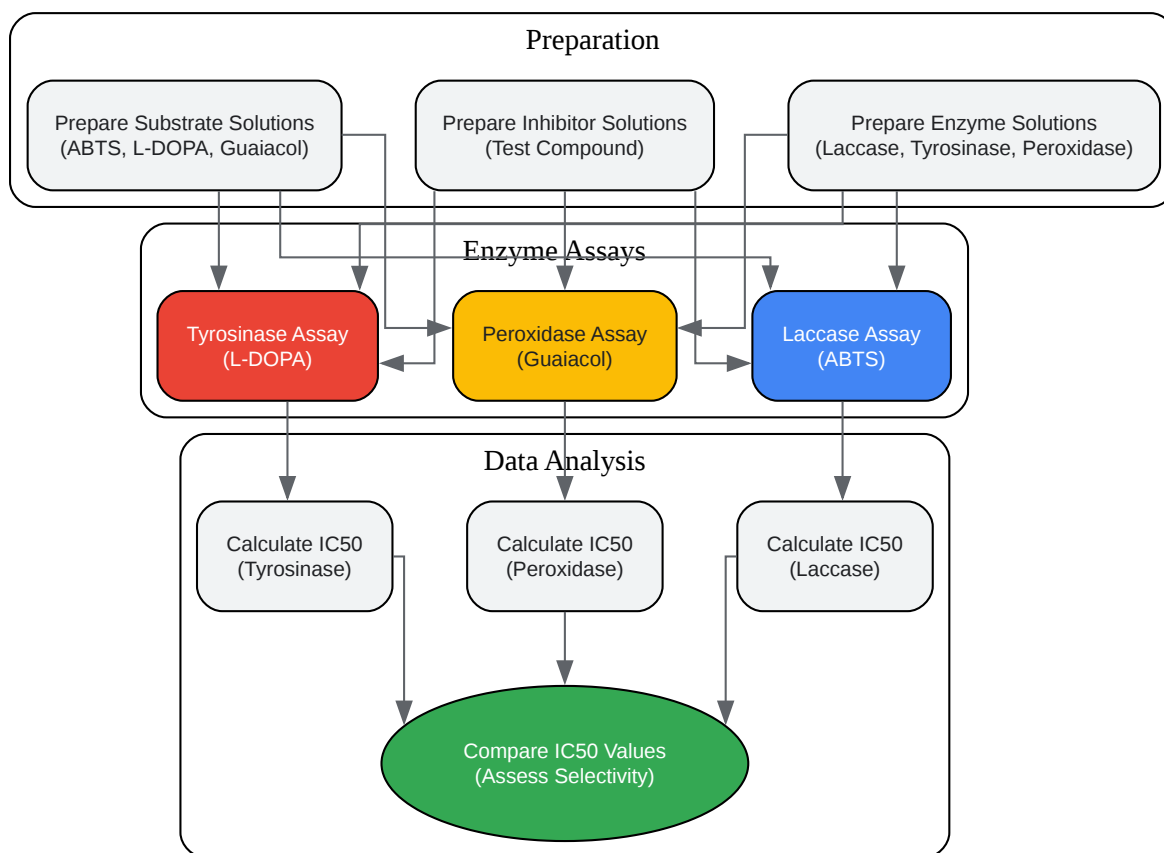 Preparation
Prepare Substrate Solutions
(ABTS, L-DOPA, Guaiacol)
Prepare Inhibitor Solutions
(Test Compound)
Prepare Enzyme Solutions
(Laccase, Tyrosinase, Peroxidase)
Enzyme Assays
Tyrosinase Assay
(L-DOPA)
Peroxidase Assay
(Guaiacol)
Laccase Assay
(ABTS)
Data Analysis
Calculate IC50
(Tyrosinase)
Calculate IC50
(Peroxidase)
Calculate IC50
(Laccase)
Compare IC50 Values
(Assess Selectivity)